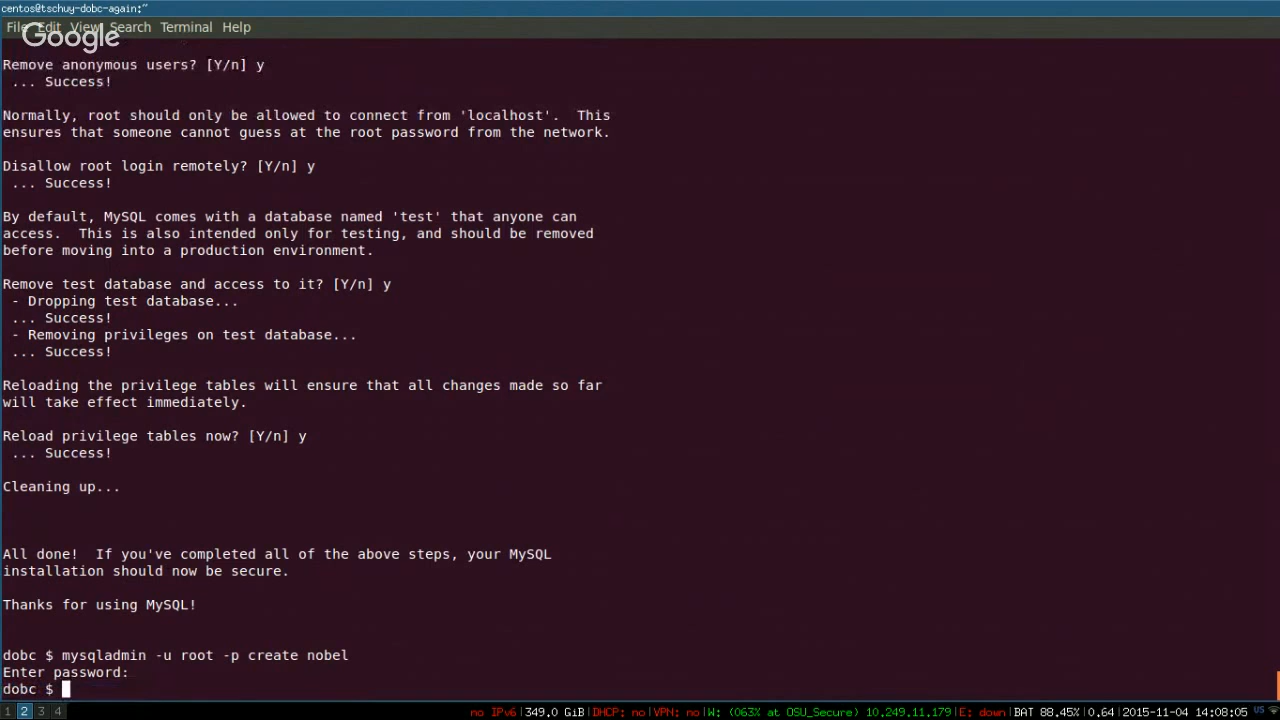 centos@tschuy-dobc-again:~
File Edit View Search Terminal Help
Google
Remove anonymous users? [Y/n] y
... Success!
Normally, root should only be allowed to connect from 'localhost'.  This
ensures that someone cannot guess at the root password from the network.
Disallow root login remotely? [Y/n] y
... Success!
By default, MySQL comes with a database named 'test' that anyone can
access.  This is also intended only for testing, and should be removed
before moving into a production environment.
Remove test database and access to it? [Y/n] y
- Dropping test database...
... Success!
- Removing privileges on test database...
... Success!
Reloading the privilege tables will ensure that all changes made so far
will take effect immediately.
Reload privilege tables now? [Y/n] y
... Success!
Cleaning up...
All done!  If you've completed all of the above steps, your MySQL
installation should now be secure.
Thanks for using MySQL!
dobc $ mysqladmin -u root -p create nobel
Enter password:
dobc $
1 2 3 4 no IPv6|349.0 GiB|DHCP: no|VPN: no|W: (063% at OSU_Secure) 10.249.11.179|E: down|BAT 88.45%|0.64|2015-11-04 14:08:05 US